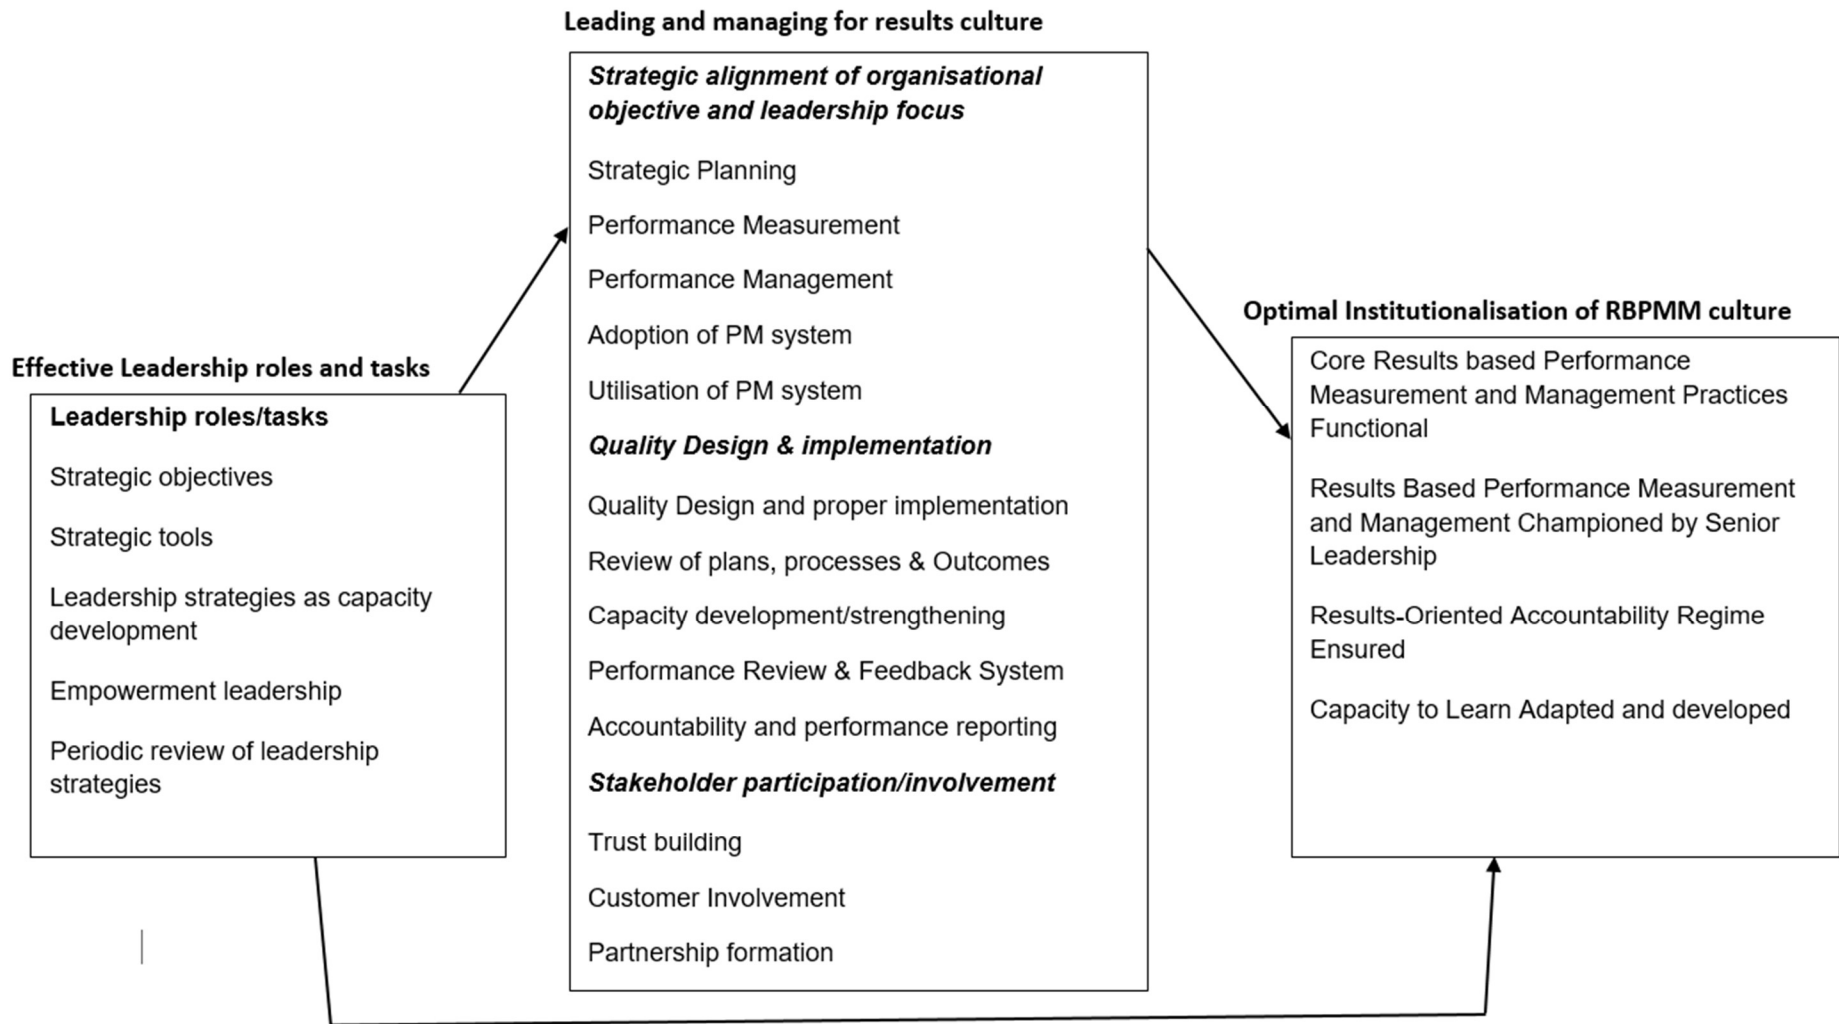 Leading and managing for results culture
Strategic alignment of organisational
objective and leadership focus
Strategic Planning
Performance Measurement
Performance Management
Adoption of PM system
Utilisation of PM system
Quality Design & implementation
Quality Design and proper implementation
Review of plans, processes & Outcomes
Capacity development/strengthening
Performance Review & Feedback System
Accountability and performance reporting
Stakeholder participation/involvement
Trust building
Customer Involvement
Partnership formation
Effective Leadership roles and tasks
Leadership roles/tasks
Strategic objectives
Strategic tools
Leadership strategies as capacity
development
Empowerment leadership
Periodic review of leadership
strategies
Optimal Institutionalisation of RBPMM culture
Core Results based Performance
Measurement and Management Practices
Functional
Results Based Performance Measurement
and Management Championed by Senior
Leadership
Results-Oriented Accountability Regime
Ensured
Capacity to Learn Adapted and developed